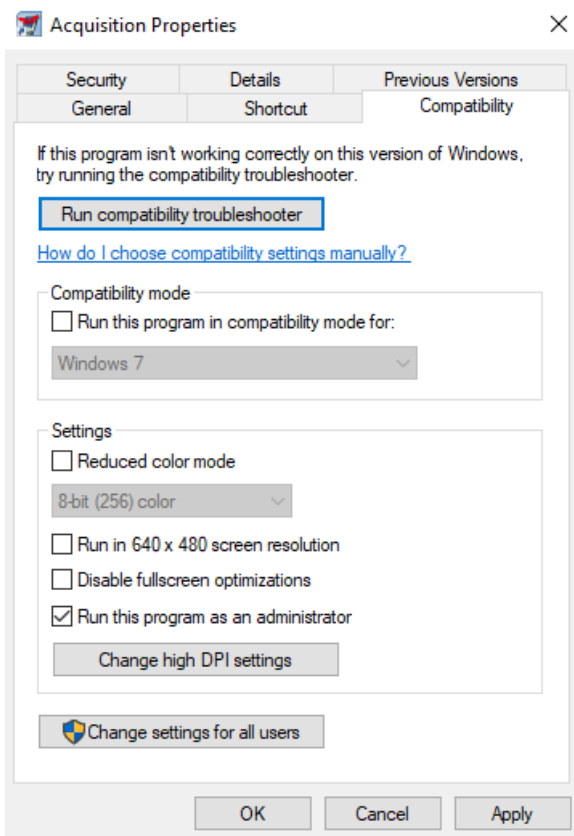 Acquisition Properties
Security Details Previous Versions
General Shortcut Compatibility
If this program isn't working correctly on this version of Windows,
try running the compatibility troubleshooter.
Run compatibility troubleshooter
How do I choose compatibility settings manually?
Compatibility mode
Run this program in compatibility mode for:
Windows 7
Settings
Reduced color mode
8-bit (256) color
Run in 640 x 480 screen resolution
Disable fullscreen optimizations
Run this program as an administrator
Change high DPI settings
Change settings for all users
OK Cancel Apply